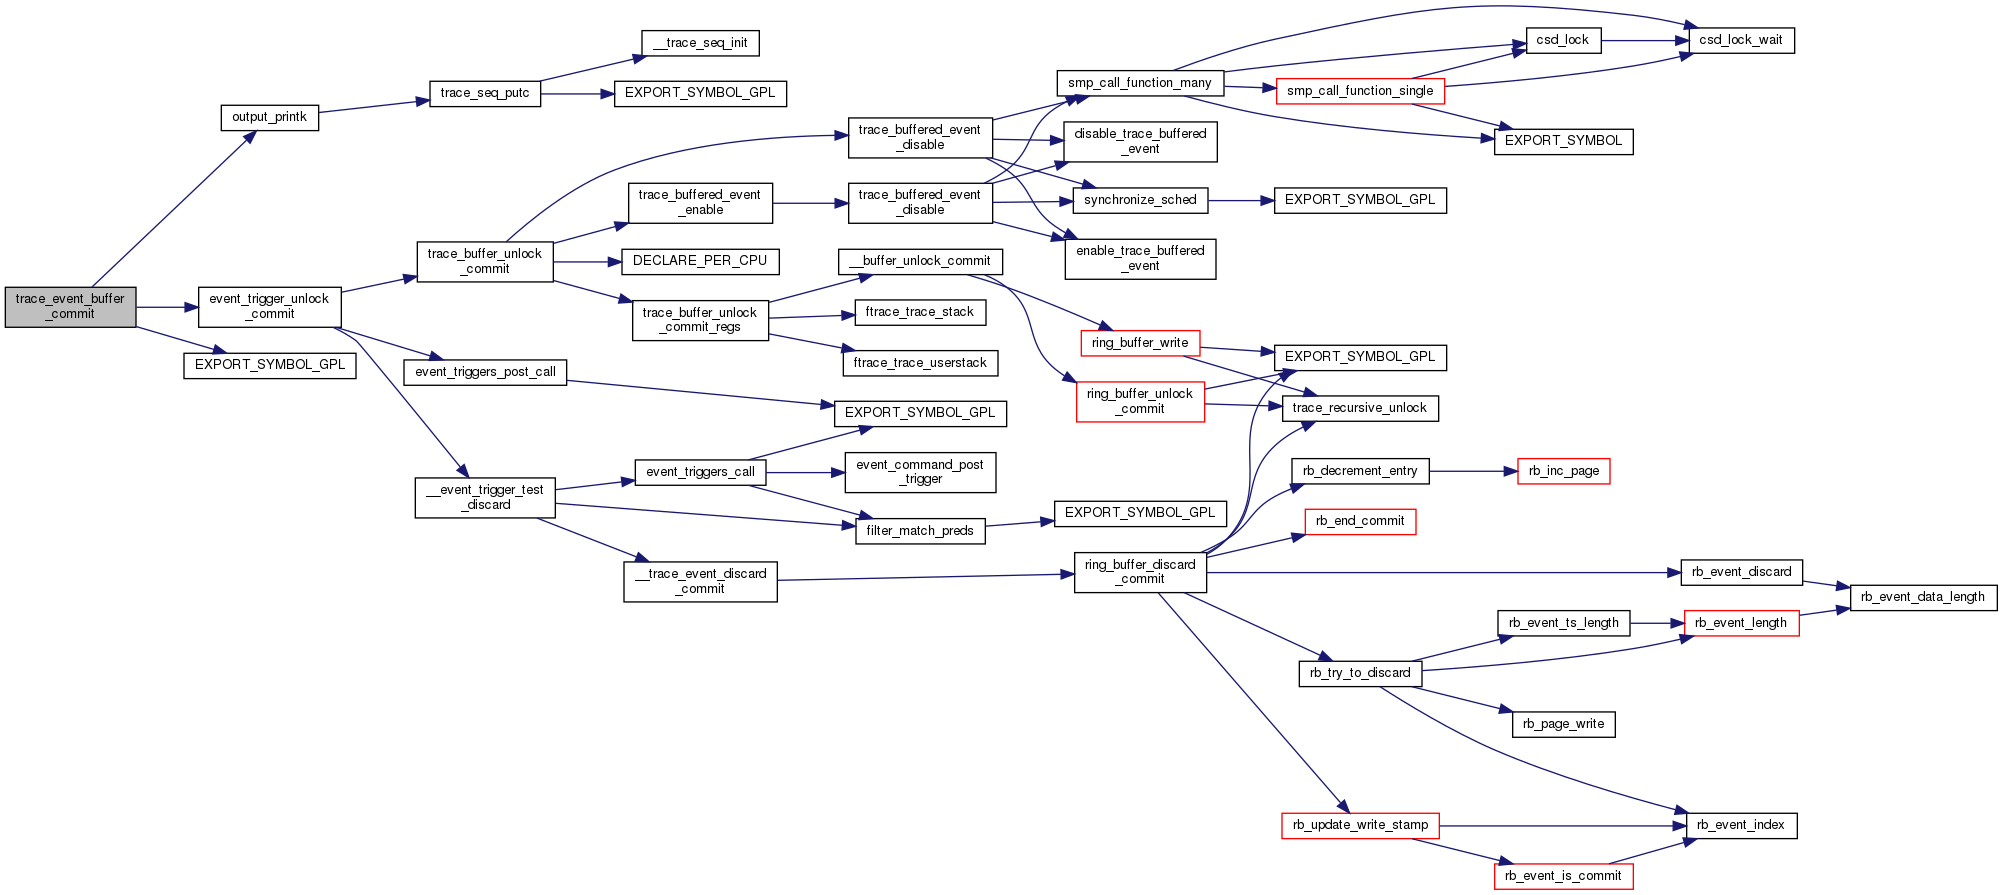 trace_event_buffer
_commit
output_printk
event_trigger_unlock
_commit
EXPORT_SYMBOL_GPL
trace_seq_putc
trace_buffer_unlock
_commit
event_triggers_post_call
__event_trigger_test
_discard
__trace_seq_init
EXPORT_SYMBOL_GPL
trace_buffered_event
_enable
DECLARE_PER_CPU
trace_buffer_unlock
_commit_regs
event_triggers_call
__trace_event_discard
_commit
trace_buffered_event
_disable
trace_buffered_event
_disable
__buffer_unlock_commit
ftrace_trace_stack
ftrace_trace_userstack
EXPORT_SYMBOL_GPL
event_command_post
_trigger
filter_match_preds
smp_call_function_many
disable_trace_buffered
_event
synchronize_sched
enable_trace_buffered
_event
ring_buffer_write
ring_buffer_unlock
_commit
EXPORT_SYMBOL_GPL
ring_buffer_discard
_commit
smp_call_function_single
EXPORT_SYMBOL_GPL
EXPORT_SYMBOL_GPL
trace_recursive_unlock
rb_decrement_entry
rb_end_commit
rb_try_to_discard
rb_update_write_stamp
csd_lock
EXPORT_SYMBOL
rb_inc_page
rb_event_ts_length
rb_page_write
rb_event_is_commit
csd_lock_wait
rb_event_discard
rb_event_length
rb_event_index
rb_event_data_length